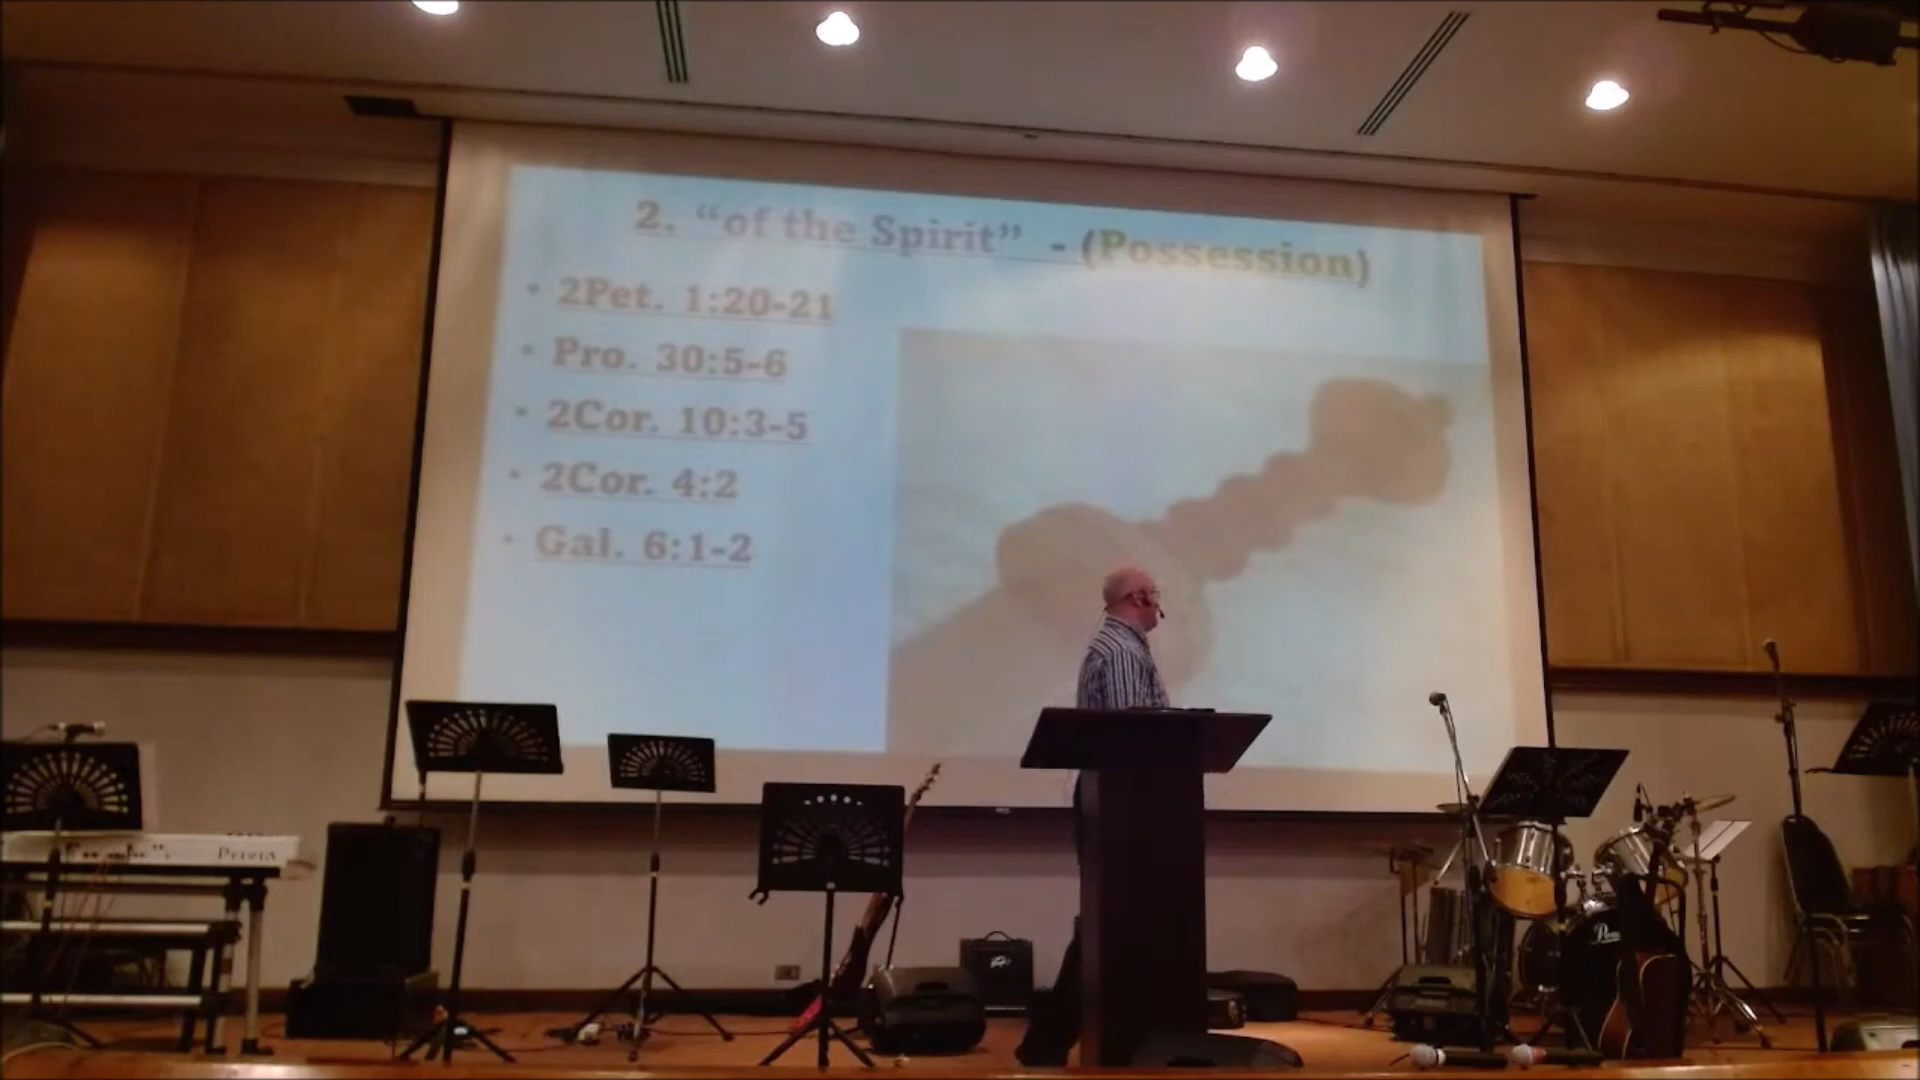 2. “of the Spirit” - (Possession)
• 2Pet. 1:20-21
• Pro. 30:5-6
• 2Cor. 10:3-5
• 2Cor. 4:2
• Gal. 6:1-2